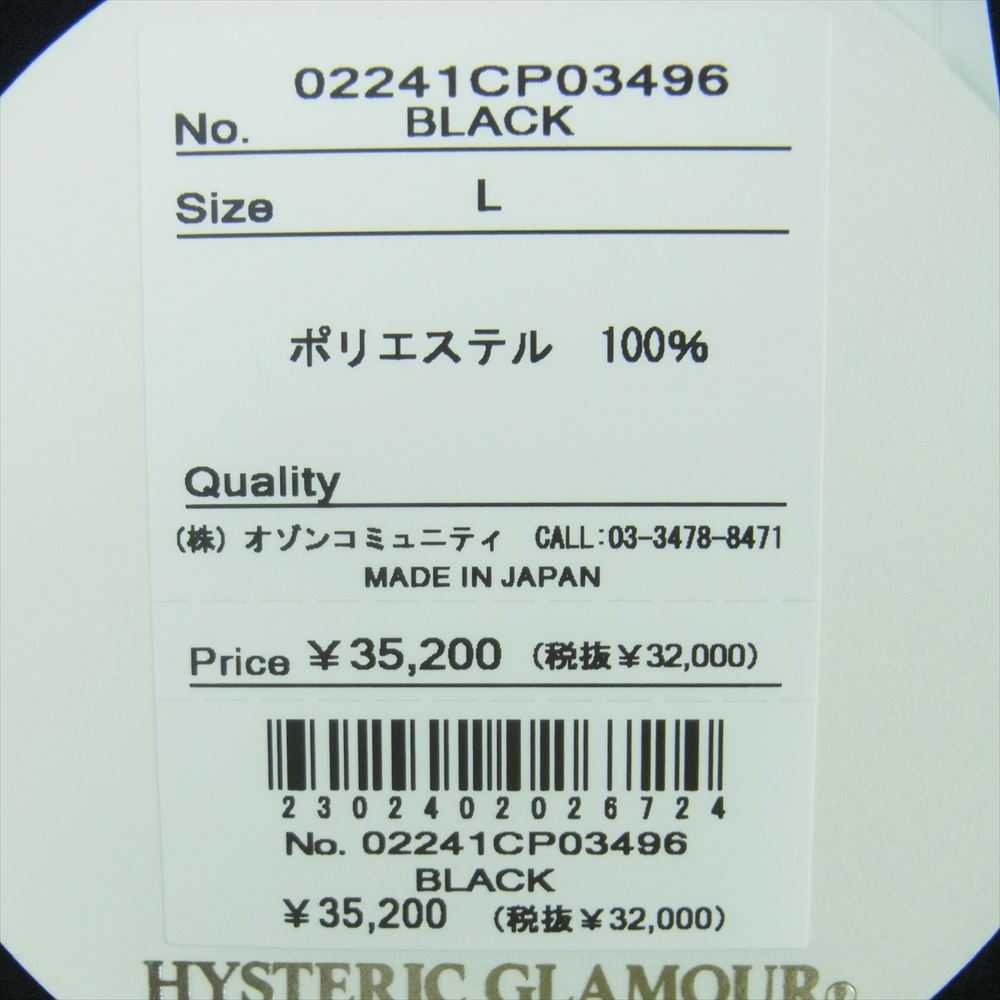 02241CP03496
No. BLACK
Size L
ポリエステル 100%
Quality
(株) オゾンコミュニティ CALL:03-3478-8471
MADE IN JAPAN
Price ¥35,200 (税抜¥32,000)
2302402026724
No. 02241CP03496
BLACK
¥35,200 (税抜¥32,000)
HYSTERIC GLAMOUR®